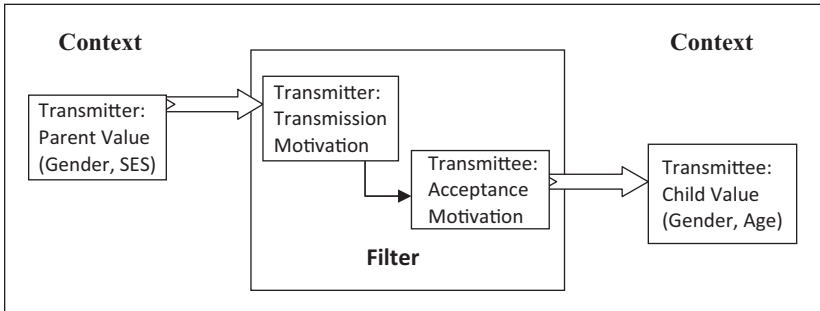 Context
Context
Transmitter:
Parent Value
(Gender, SES)
Transmitter:
Transmission
Motivation
Transmittee:
Acceptance
Motivation
Transmittee:
Child Value
(Gender, Age)
Filter